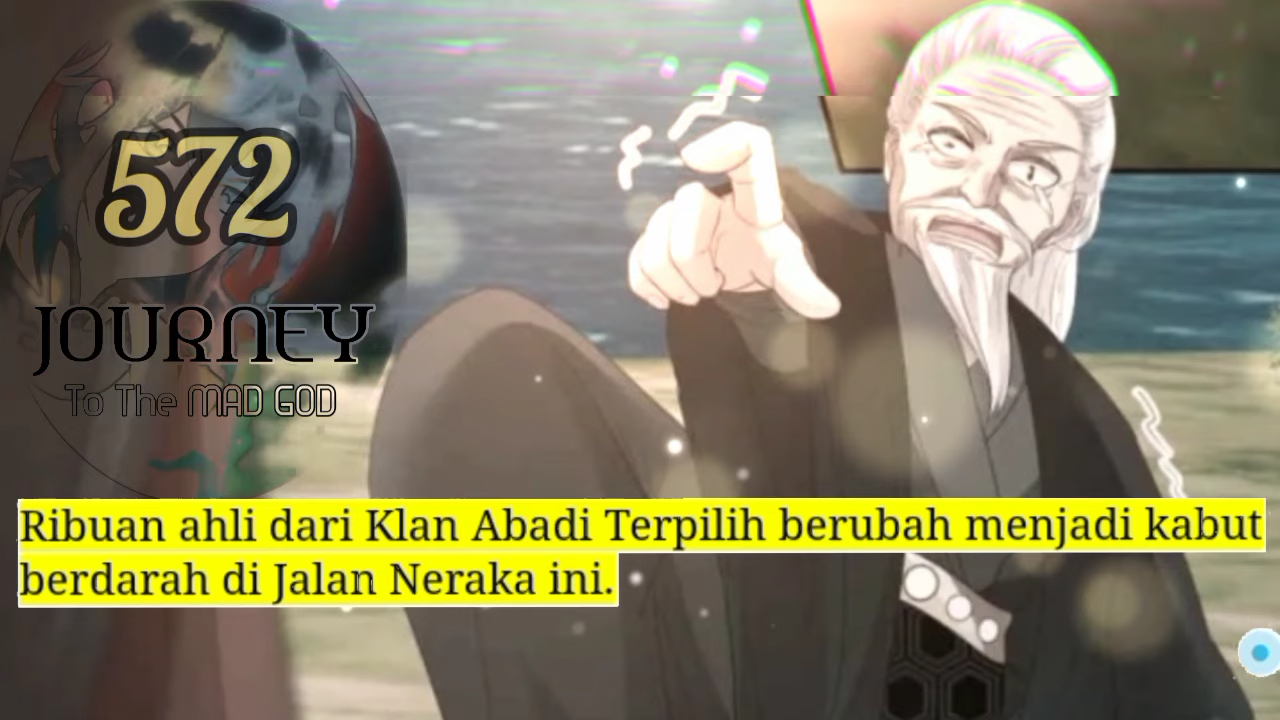 572
JOURNEY
To The MAD GOD
Ribuan ahli dari Klan Abadi Terpilih berubah menjadi kabut
berdarah di Jalan Neraka ini.